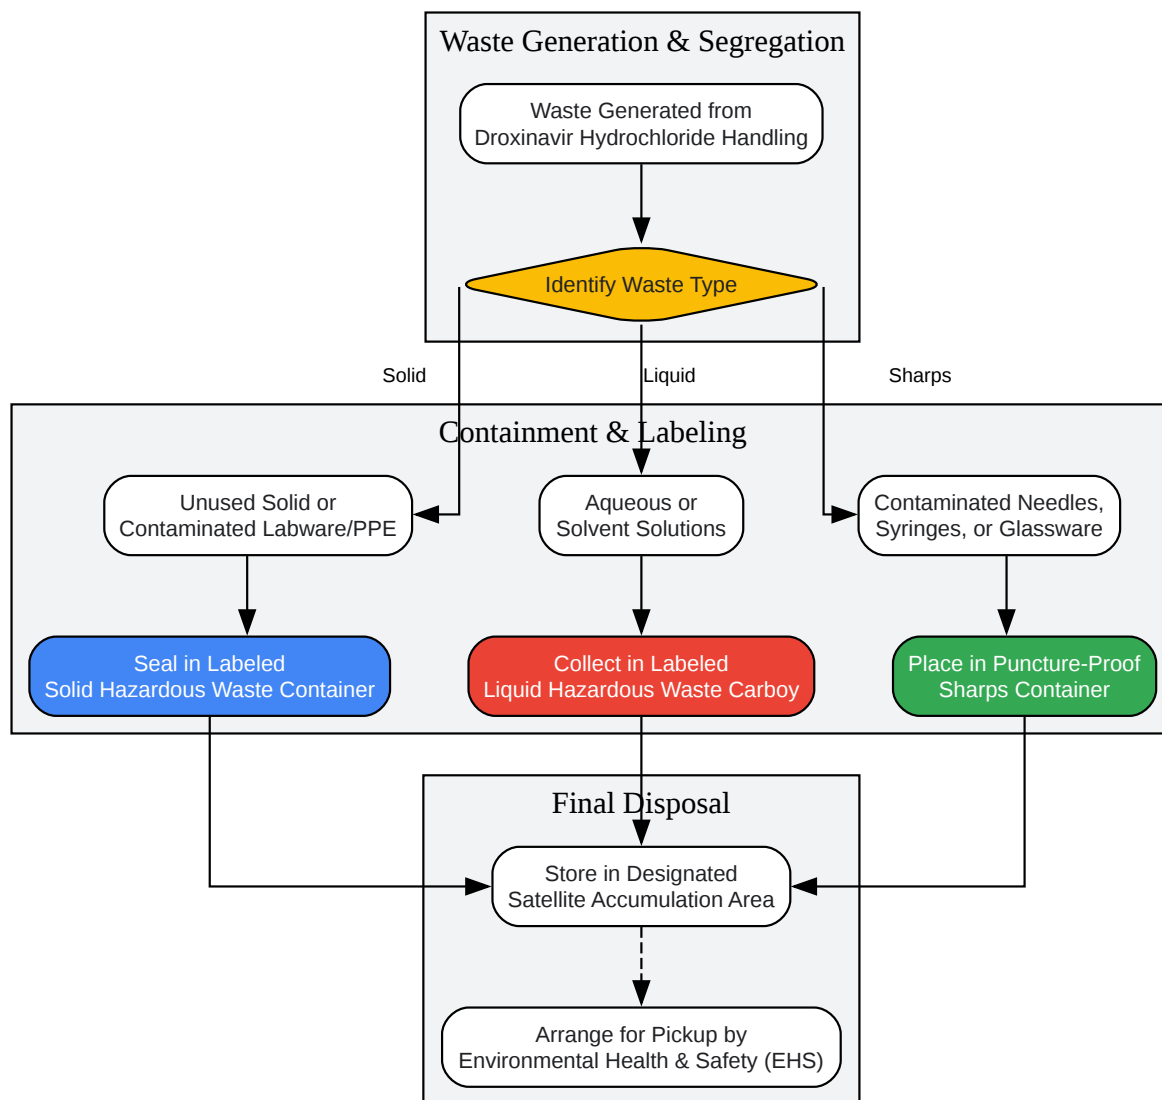 Waste Generation & Segregation
Waste Generated from
Droxinavir Hydrochloride Handling
Identify Waste Type
Solid
Liquid
Sharps
Containment & Labeling
Unused Solid or
Contaminated Labware/PPE
Aqueous or
Solvent Solutions
Contaminated Needles,
Syringes, or Glassware
Seal in Labeled
Solid Hazardous Waste Container
Collect in Labeled
Liquid Hazardous Waste Carboy
Place in Puncture-Proof
Sharps Container
Final Disposal
Store in Designated
Satellite Accumulation Area
Arrange for Pickup by
Environmental Health & Safety (EHS)